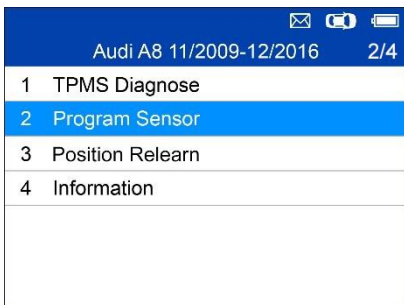 Audi A8 11/2009-12/2016 2/4
1 TPMS Diagnose
2 Program Sensor
3 Position Relearn
4 Information